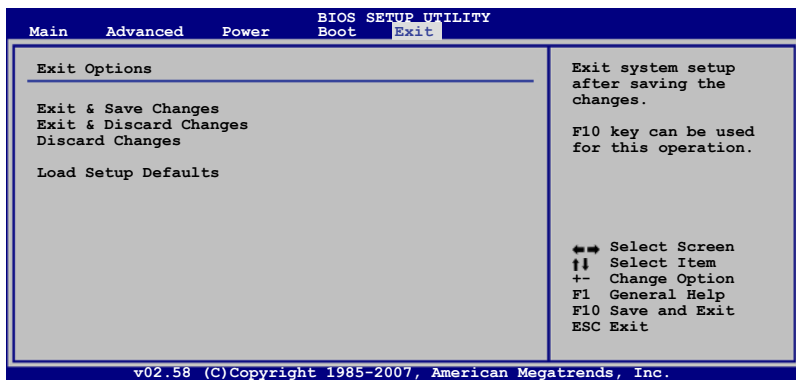 BIOS SETUP UTILITY
Main Advanced Power Boot Exit
Exit Options
Exit & Save Changes
Exit & Discard Changes
Discard Changes
Load Setup Defaults
Exit system setup
after saving the
changes.
F10 key can be used
for this operation.
←→ Select Screen
↑↓ Select Item
+- Change Option
F1 General Help
F10 Save and Exit
ESC Exit
v02.58 (C)Copyright 1985-2007, American Megatrends, Inc.